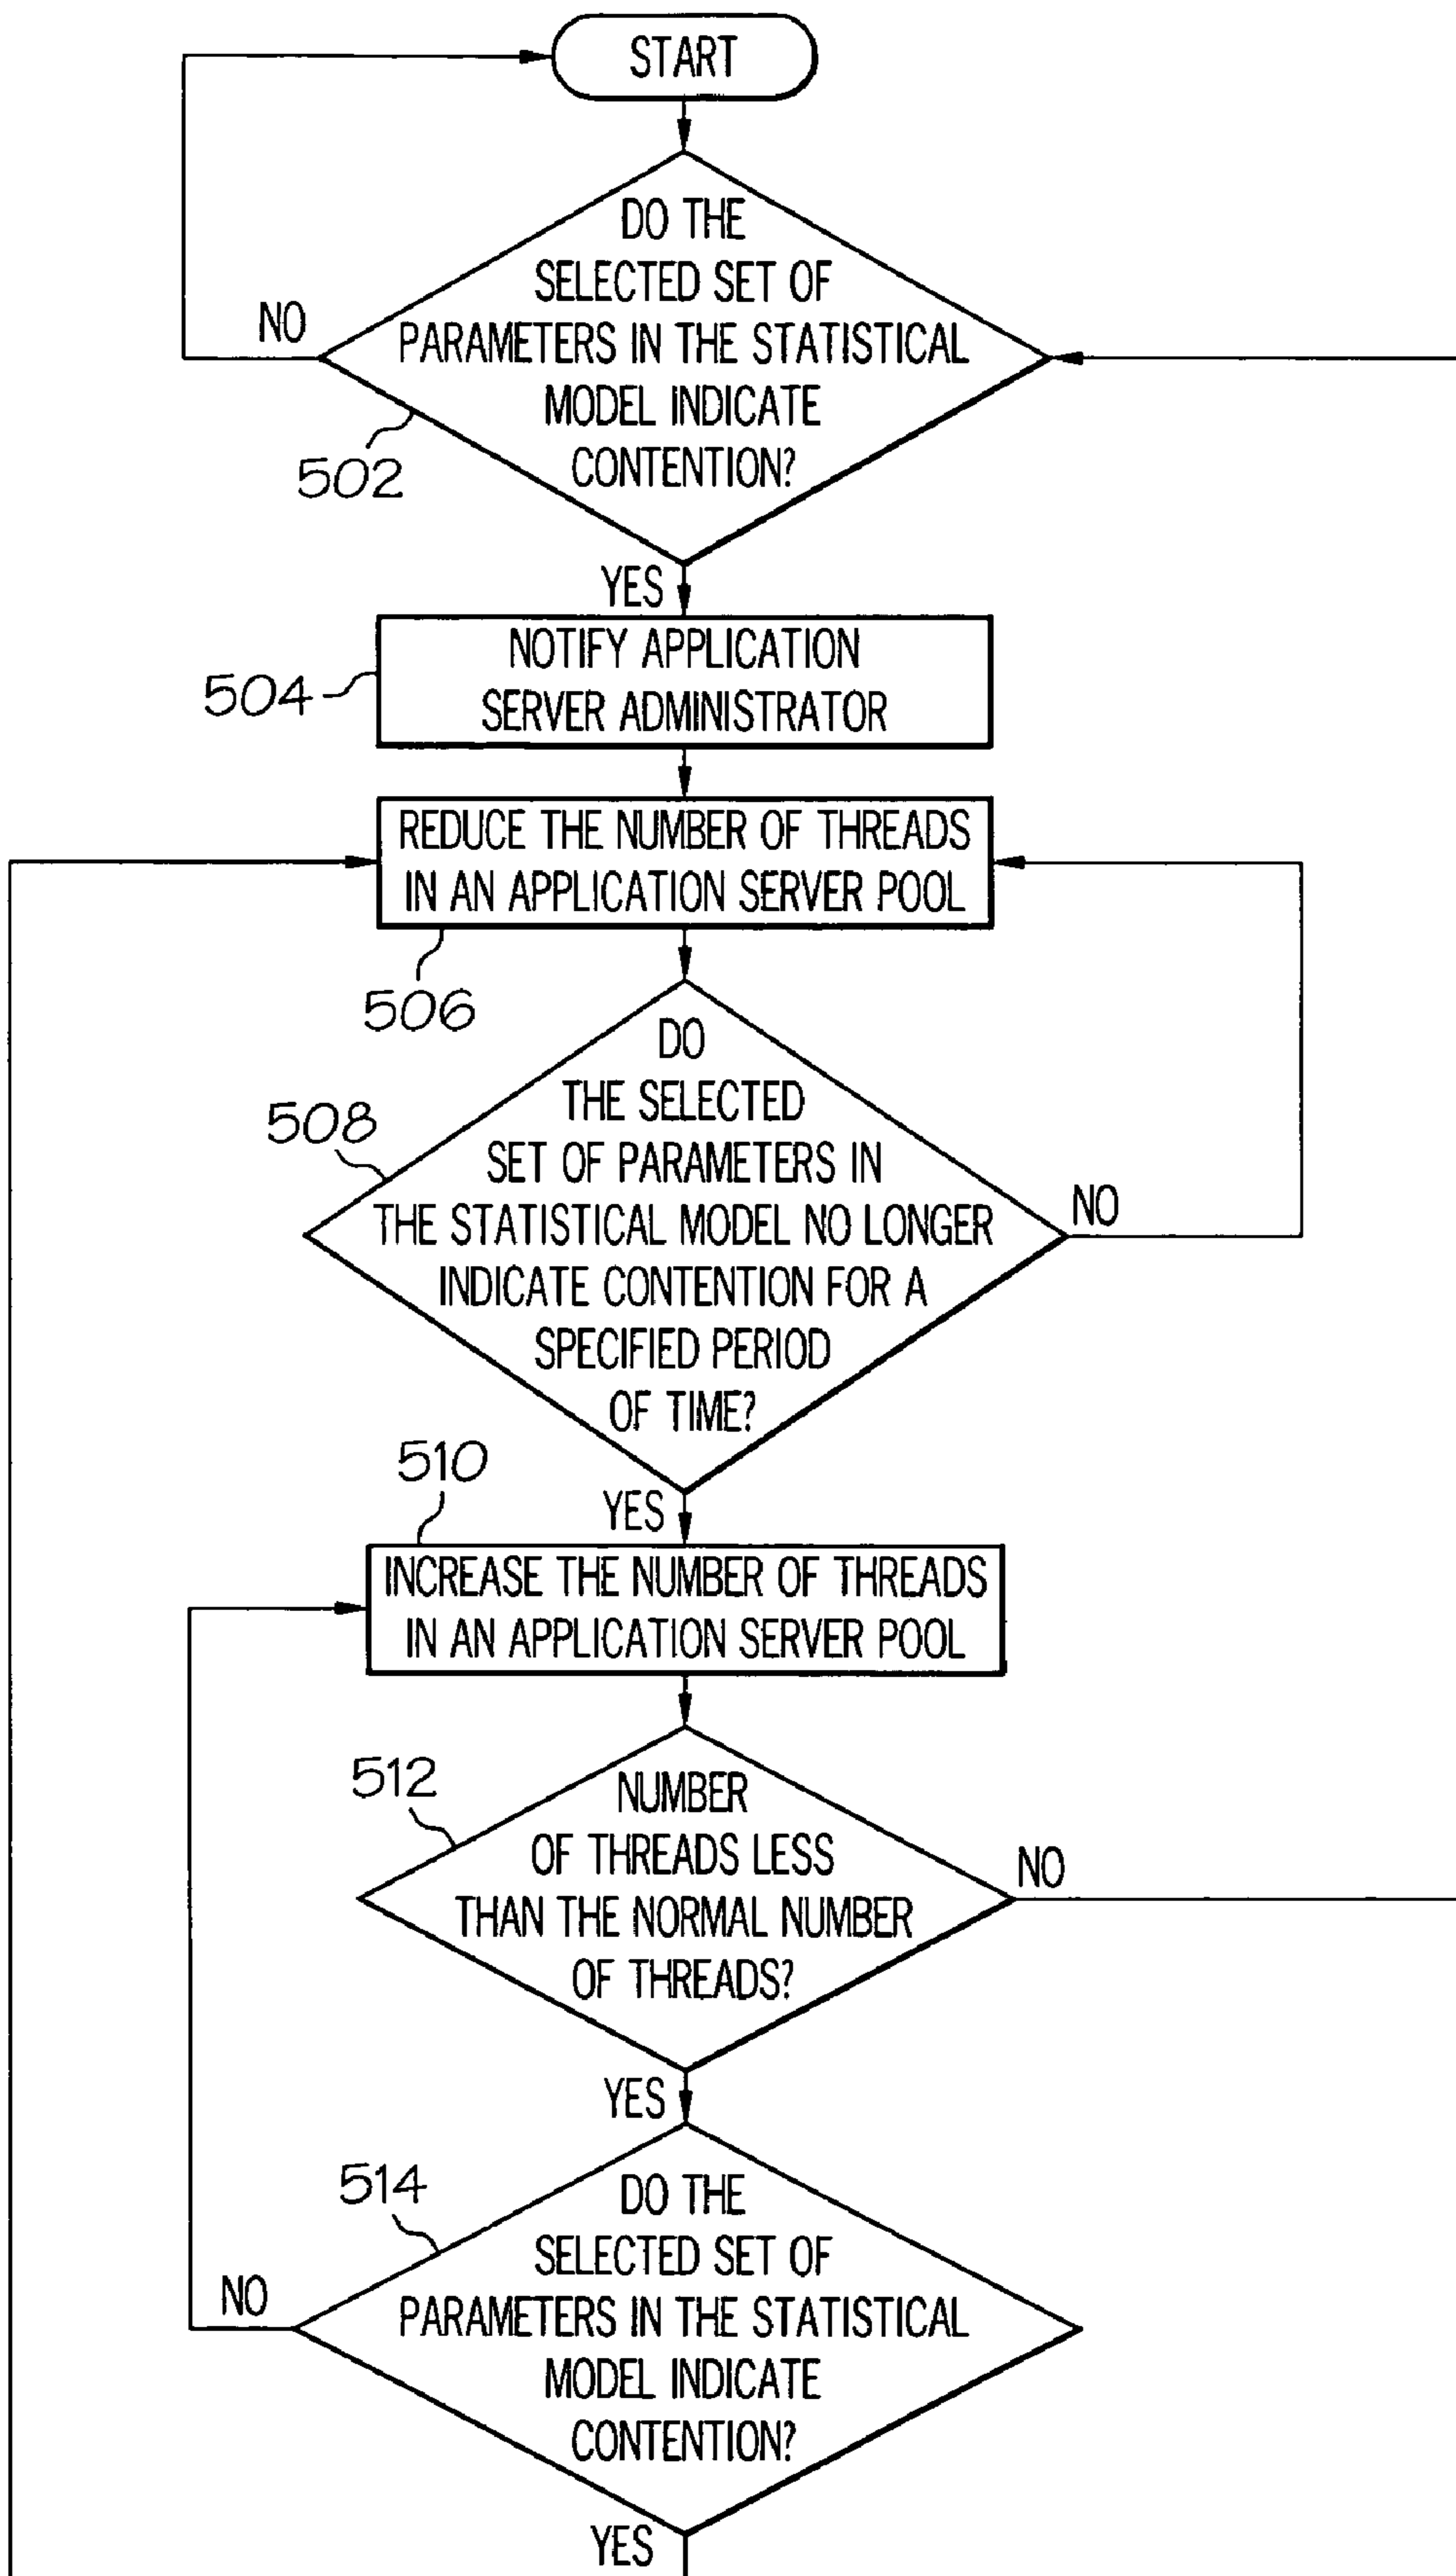 START
DO THE
SELECTED SET OF
PARAMETERS IN THE STATISTICAL
MODEL INDICATE
CONTENTION?
NO
502
YES
NOTIFY APPLICATION
SERVER ADMINISTRATOR
504
REDUCE THE NUMBER OF THREADS
IN AN APPLICATION SERVER POOL
506
DO
THE SELECTED
SET OF PARAMETERS IN
THE STATISTICAL MODEL NO LONGER
INDICATE CONTENTION FOR A
SPECIFIED PERIOD
OF TIME?
508
NO
YES
510
INCREASE THE NUMBER OF THREADS
IN AN APPLICATION SERVER POOL
512
NUMBER
OF THREADS LESS
THAN THE NORMAL NUMBER
OF THREADS?
NO
YES
514
DO THE
SELECTED SET OF
PARAMETERS IN THE STATISTICAL
MODEL INDICATE
CONTENTION?
NO
YES